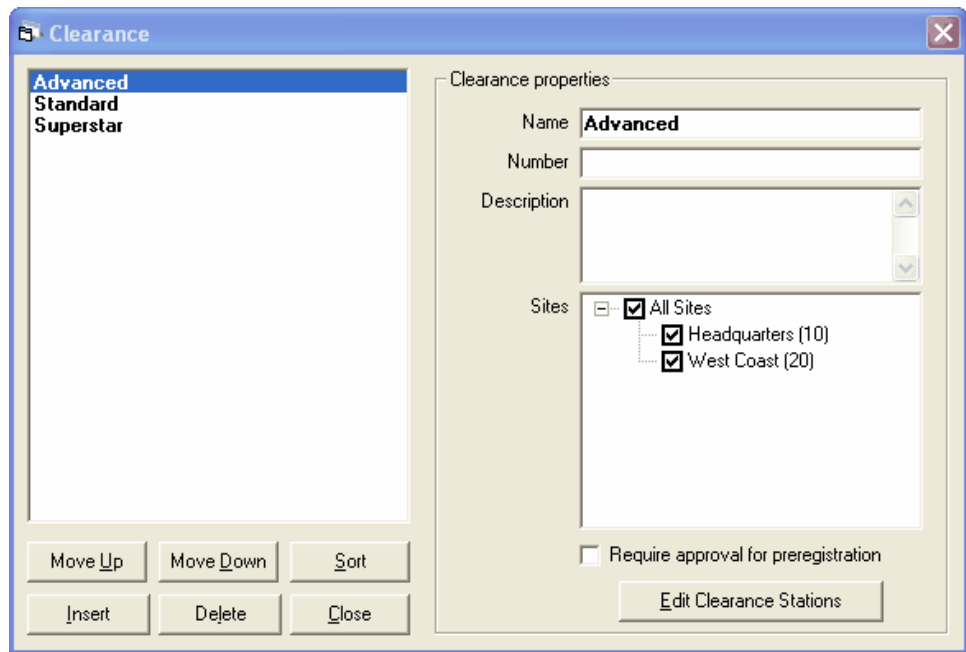 Clearance
Advanced
Standard
Superstar
Move Up
Move Down
Sort
Insert
Delete
Close
Clearance properties
Name Advanced
Number
Description
Sites
All Sites
Headquarters (10)
West Coast (20)
Require approval for preregistration
Edit Clearance Stations